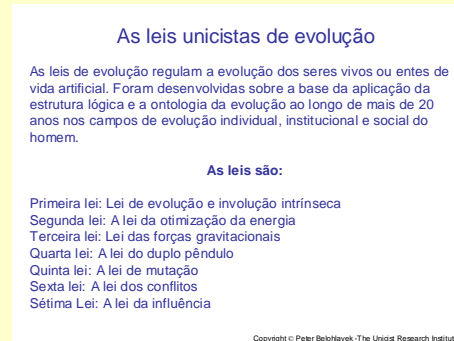 As leis unicistas de evolução
As leis de evolução regulam a evolução dos seres vivos ou entes de
vida artificial. Foram desenvolvidas sobre a base da aplicação da
estrutura lógica e a ontologia da evolução ao longo de mais de 20
anos nos campos de evolução individual, institucional e social do
homem.
As leis são:
Primeira lei: Lei de evolução e involução intrínseca
Segunda lei: A lei da otimização da energia
Terceira lei: Lei das forças gravitacionais
Quarta lei: A lei do duplo pêndulo
Quinta lei: A lei de mutação
Sexta lei: A lei dos conflitos
Sétima Lei: A lei da influência
Copyright © Peter Belohlavek -The Unicist Research Institut